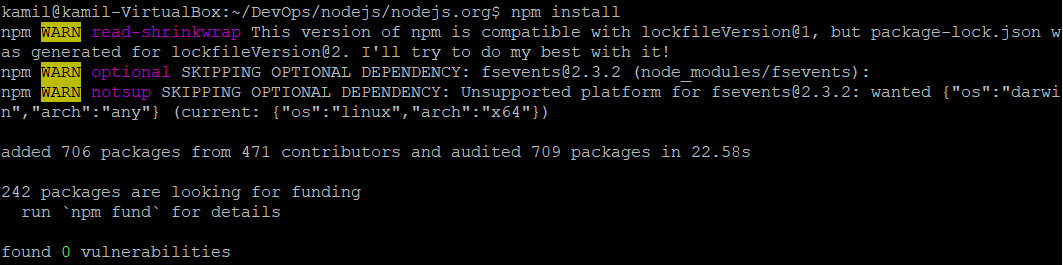 kamil@kamil-VirtualBox:~/DevOps/nodejs/nodejs.org$ npm install
npm WARN read-shrinkwrap This version of npm is compatible with lockfileVersion@1, but package-lock.json w
as generated for lockfileVersion@2. I'll try to do my best with it!
npm WARN optional SKIPPING OPTIONAL DEPENDENCY: fsevents@2.3.2 (node_modules/fsevents):
npm WARN notsup SKIPPING OPTIONAL DEPENDENCY: Unsupported platform for fsevents@2.3.2: wanted {"os":"darwi
n","arch":"any"} (current: {"os":"linux","arch":"x64"})
added 706 packages from 471 contributors and audited 709 packages in 22.58s
242 packages are looking for funding
  run `npm fund` for details
found 0 vulnerabilities